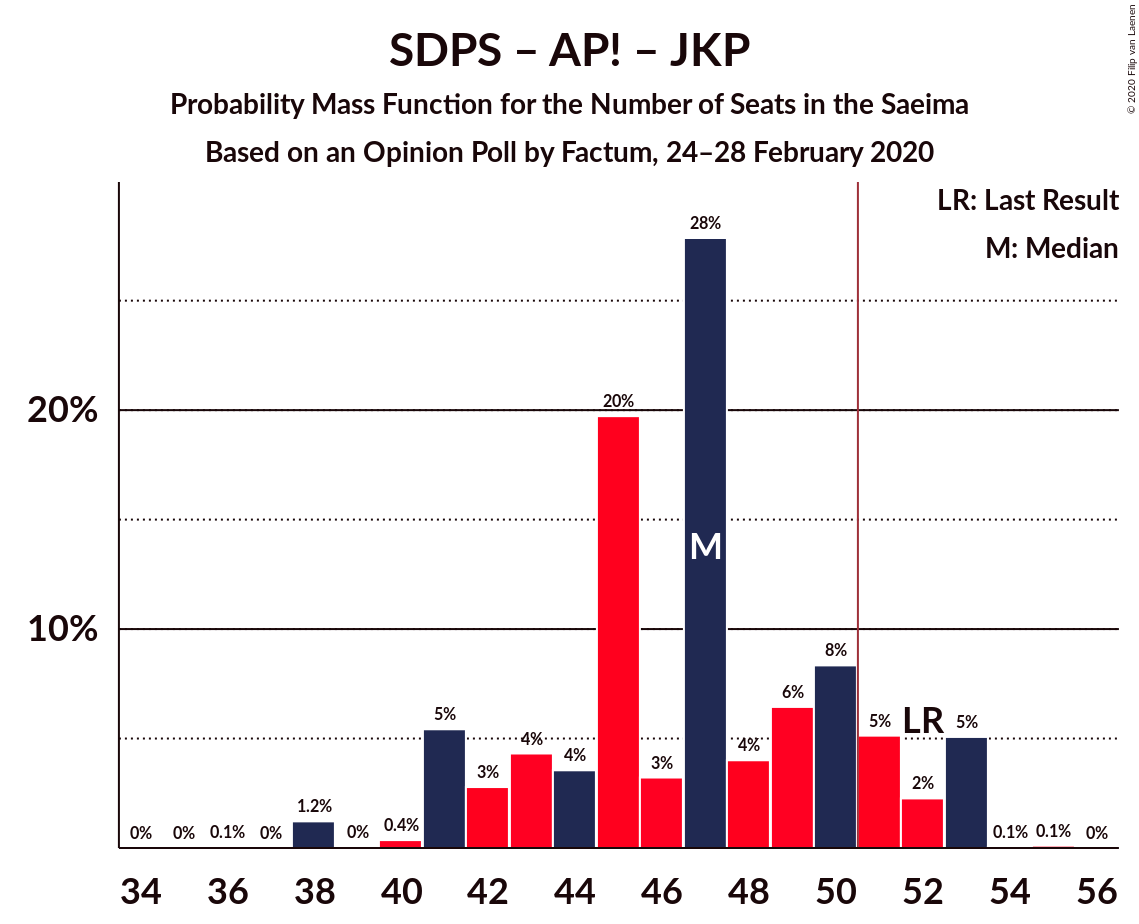 SDPS – AP! – JKP
Probability Mass Function for the Number of Seats in the Saeima
Based on an Opinion Poll by Factum, 24–28 February 2020
© 2020 Filip van Laenen
LR: Last Result
M: Median
20%
10%
0% 0% 0.1% 0% 1.2% 0% 0.4% 5% 3% 4% 4% 20% 3% 28% 4% 6% 8% 5% 2% 5% 0.1% 0.1% 0%
M
LR
34 36 38 40 42 44 46 48 50 52 54 56